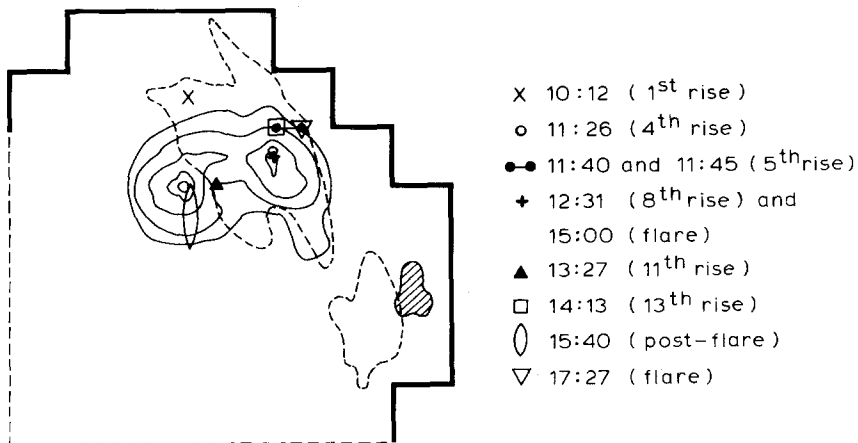 x 10:12 (1st rise)
o 11:26 (4th rise)
11:40 and 11:45 (5th rise)
+ 12:31 (8th rise) and
15:00 (flare)
▲ 13:27 (11th rise)
□ 14:13 (13th rise)
15:40 (post-flare)
▽ 17:27 (flare)